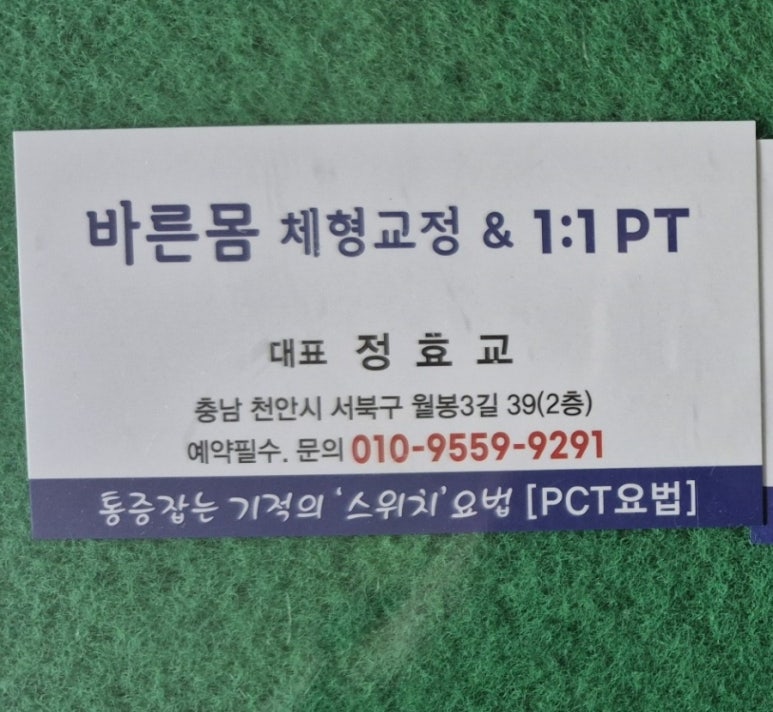 바른몸 체형교정 & 1:1 PT
대표 정효교
충남 천안시 서북구 월봉3길 39(2층)
예약필수. 문의 010-9559-9291
통증잡는 기적의 '스위치'요법 [PCT요법]